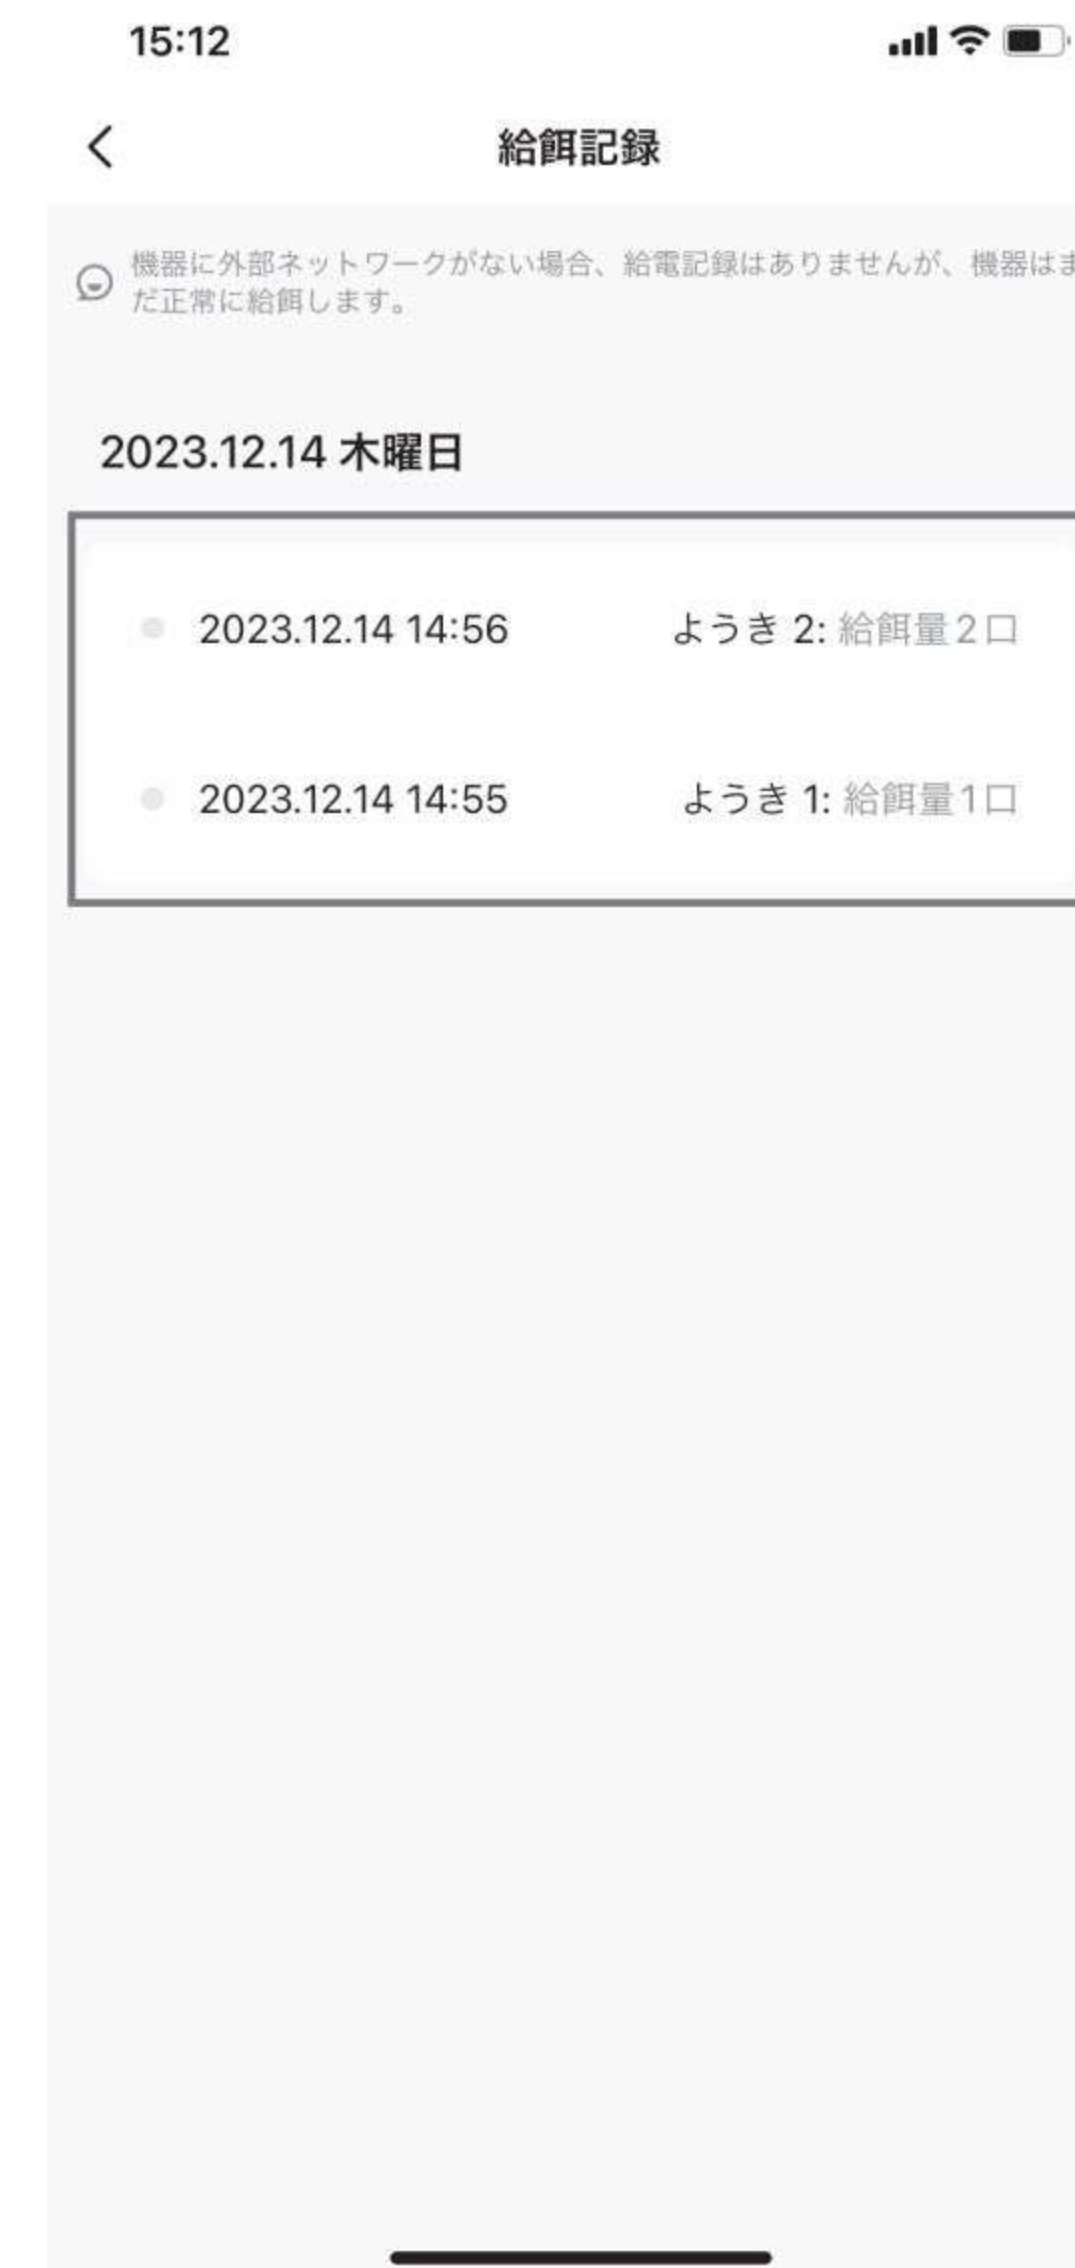 15:12
給餌記録
機器に外部ネットワークがない場合、給電記録はありませんが、機器はま
だ正常に給餌します。
2023.12.14 木曜日
2023.12.14 14:56 ようき 2: 給餌量2口
2023.12.14 14:55 ようき 1: 給餌量1口